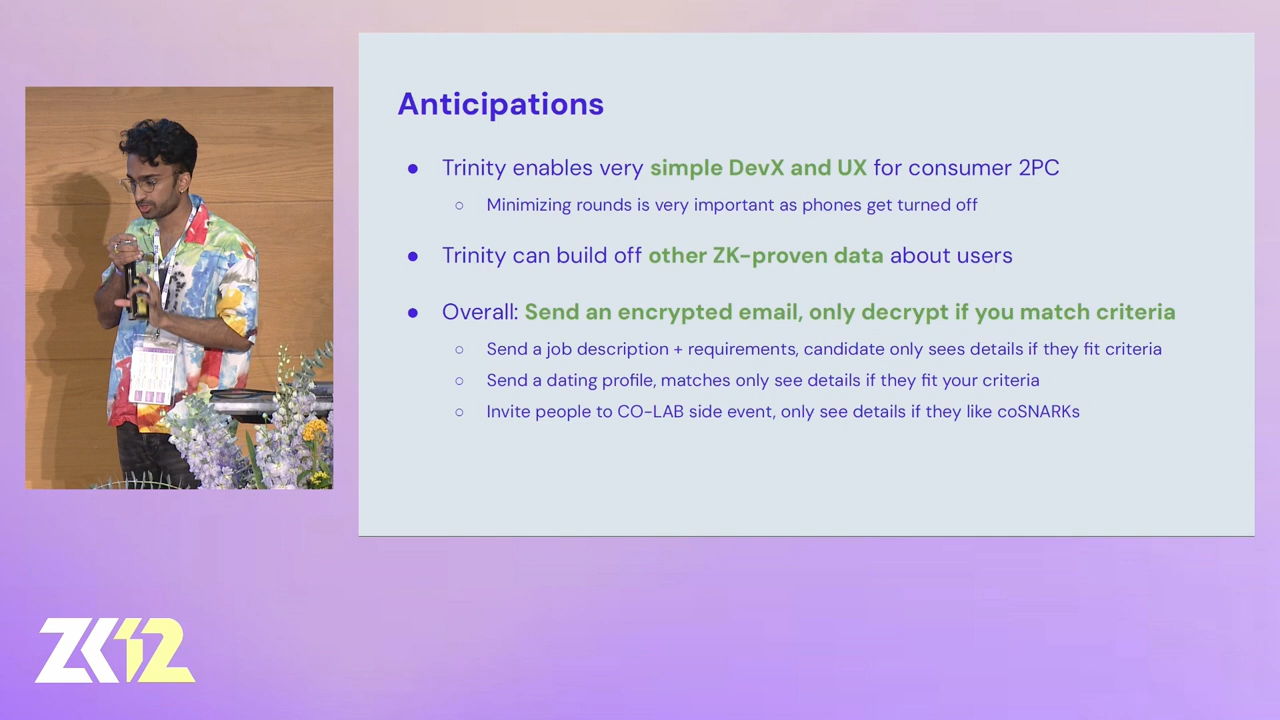 Anticipations
● Trinity enables very simple DevX and UX for consumer 2PC
○ Minimizing rounds is very important as phones get turned off
● Trinity can build off other ZK-proven data about users
● Overall: Send an encrypted email, only decrypt if you match criteria
○ Send a job description + requirements, candidate only sees details if they fit criteria
○ Send a dating profile, matches only see details if they fit your criteria
○ Invite people to CO-LAB side event, only see details if they like coSNARKs
ZK12